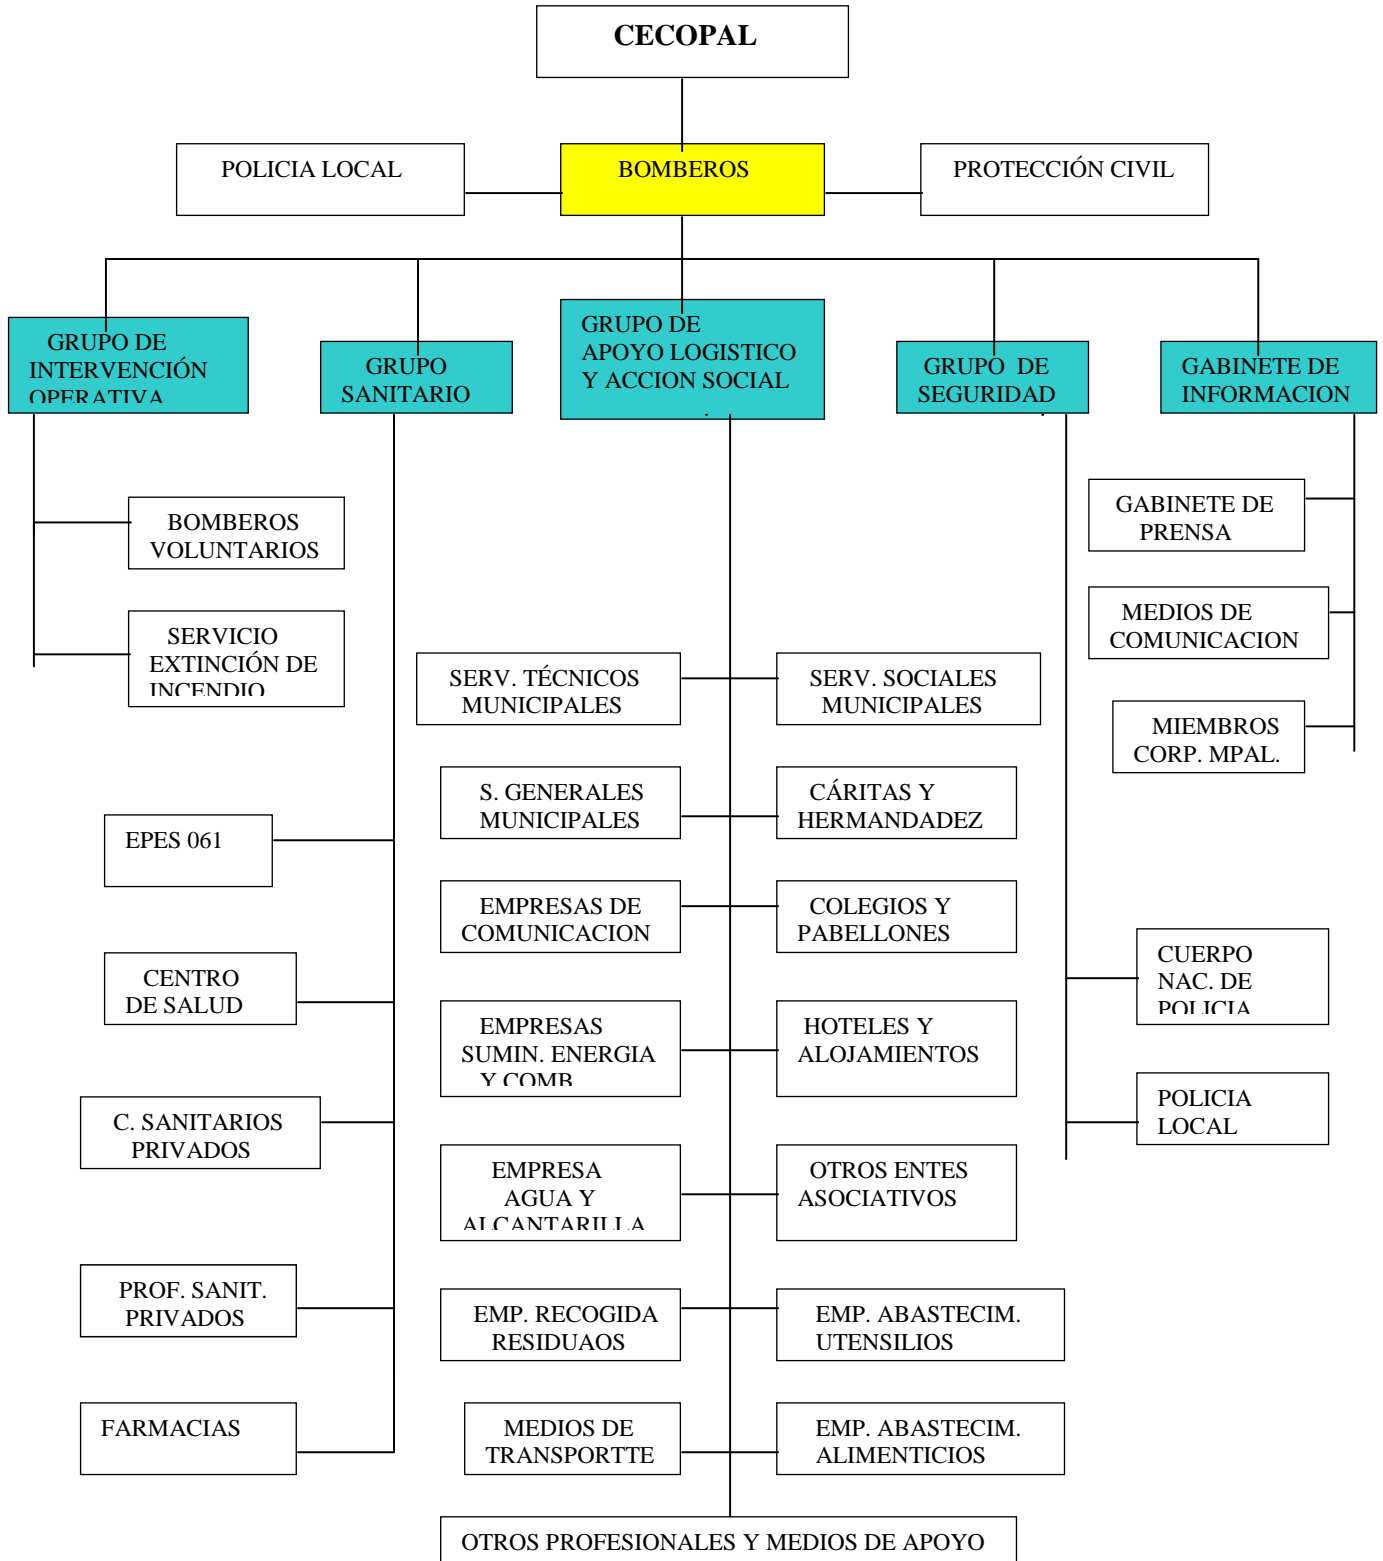 CECOPAL
POLICIA LOCAL
BOMBEROS
PROTECCIÓN CIVIL
GRUPO DE
INTERVENCIÓN
OPERATIVA
GRUPO
SANITARIO
GRUPO DE
APOYO LOGISTICO
Y ACCION SOCIAL
GRUPO DE
SEGURIDAD
GABINETE DE
INFORMACION
BOMBEROS
VOLUNTARIOS
SERVICIO
EXTINCIÓN DE
INCENDIO
EPES 061
CENTRO
DE SALUD
C. SANITARIOS
PRIVADOS
PROF. SANIT.
PRIVADOS
FARMACIAS
SERV. TÉCNICOS
MUNICIPALES
SERV. SOCIALES
MUNICIPALES
S. GENERALES
MUNICIPALES
CÁRITAS Y
HERMANDADEZ
EMPRESAS DE
COMUNICACION
COLEGIOS Y
PABELLONES
EMPRESAS
SUMIN. ENERGIA
Y COMB
HOTELES Y
ALOJAMIENTOS
EMPRESA
AGUA Y
ALCANTARILLA
OTROS ENTES
ASOCIATIVOS
EMP. RECOGIDA
RESIDUAOS
EMP. ABASTECIM.
UTENSILIOS
MEDIOS DE
TRANSPORTTE
EMP. ABASTECIM.
ALIMENTICIOS
OTROS PROFESIONALES Y MEDIOS DE APOYO
CUERPO
NAC. DE
POLICIA
POLICIA
LOCAL
GABINETE DE
PRENSA
MEDIOS DE
COMUNICACION
MIEMBROS
CORP. MPAL.